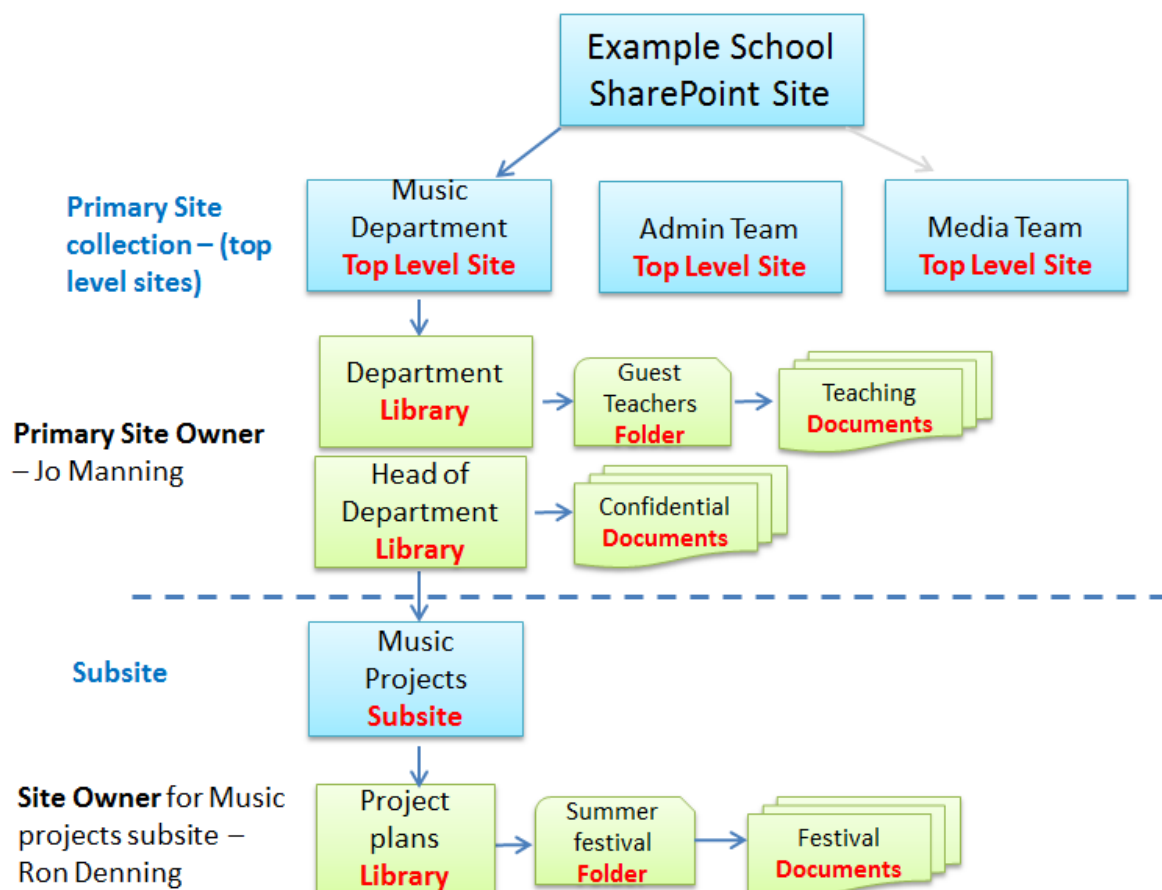 Example School
SharePoint Site
Primary Site
collection – (top
level sites)
Music
Department
Top Level Site
Admin Team
Top Level Site
Media Team
Top Level Site
Primary Site Owner
– Jo Manning
Department
Library
Guest
Teachers
Folder
Teaching
Documents
Head of
Department
Library
Confidential
Documents
Subsite
Music
Projects
Subsite
Site Owner for Music
projects subsite –
Ron Denning
Project
plans
Library
Summer
festival
Folder
Festival
Documents